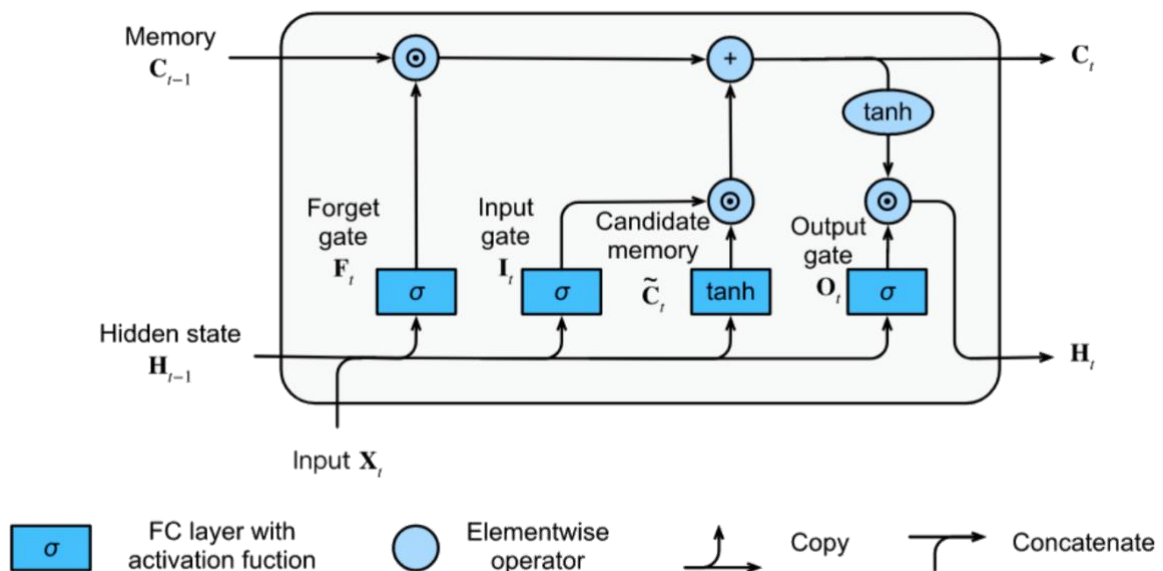 Memory
C_{t-1}
⊙
+
C_t
tanh
Forget
gate
F_t
Input
gate
I_t
⊙
Candidate
memory
C̃_t
⊙
Output
gate
O_t
σ
σ
tanh
σ
Hidden state
H_{t-1}
H_t
Input X_t
σ
FC layer with
activation fuction
Elementwise
operator
Copy
Concatenate